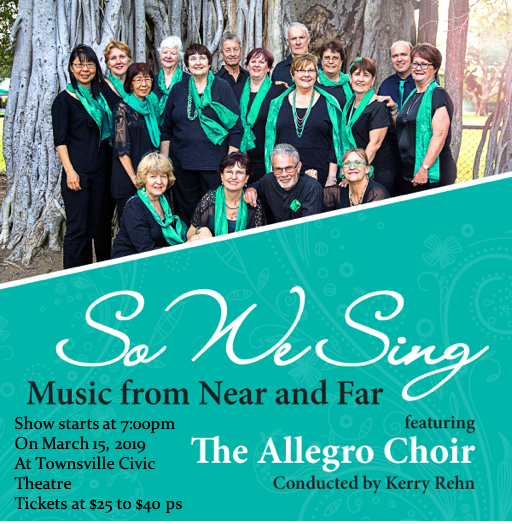 So We Sing
Music from Near and Far
featuring
The Allegro Choir
Conducted by Kerry Rehn
Show starts at 7:00pm
On March 15, 2019
At Townsville Civic
Theatre
Tickets at $25 to $40 ps